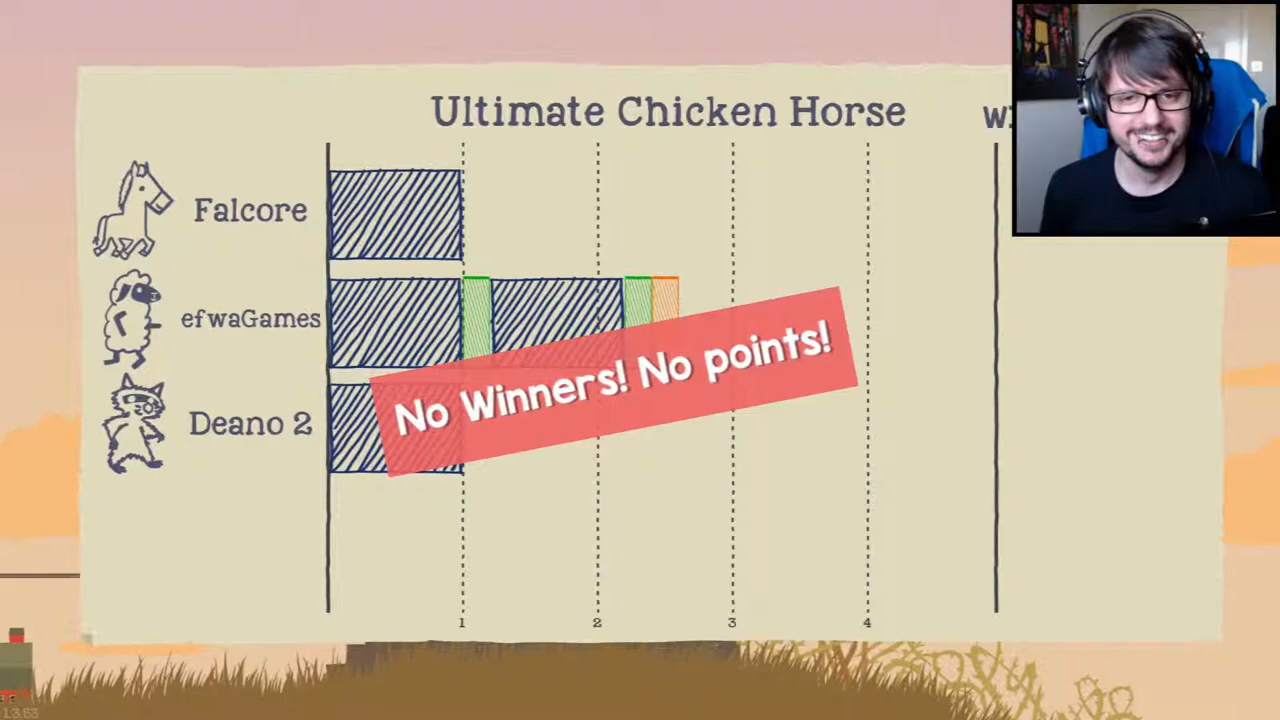 Ultimate Chicken Horse
Falcore
efwaGames
Deano 2
No Winners! No points!
1 2 3 4